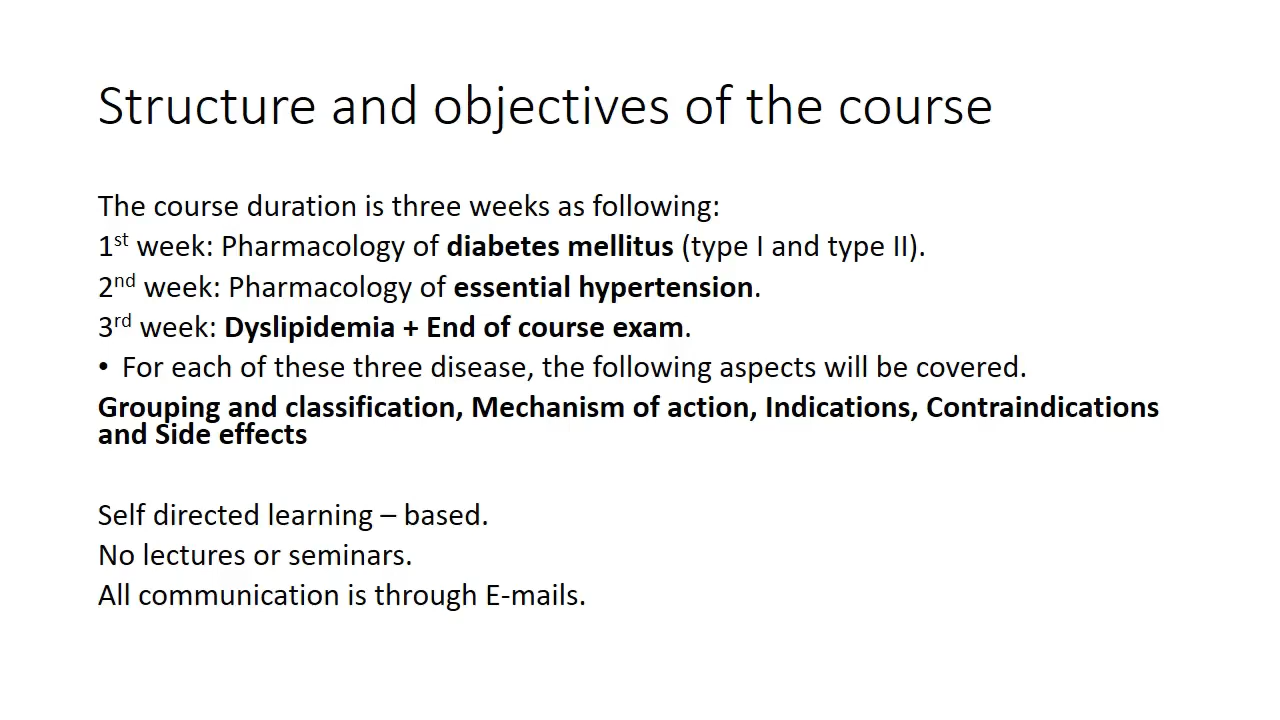 Structure and objectives of the course
The course duration is three weeks as following:
1st week: Pharmacology of diabetes mellitus (type I and type II).
2nd week: Pharmacology of essential hypertension.
3rd week: Dyslipidemia + End of course exam.
• For each of these three disease, the following aspects will be covered.
Grouping and classification, Mechanism of action, Indications, Contraindications
and Side effects
Self directed learning – based.
No lectures or seminars.
All communication is through E-mails.